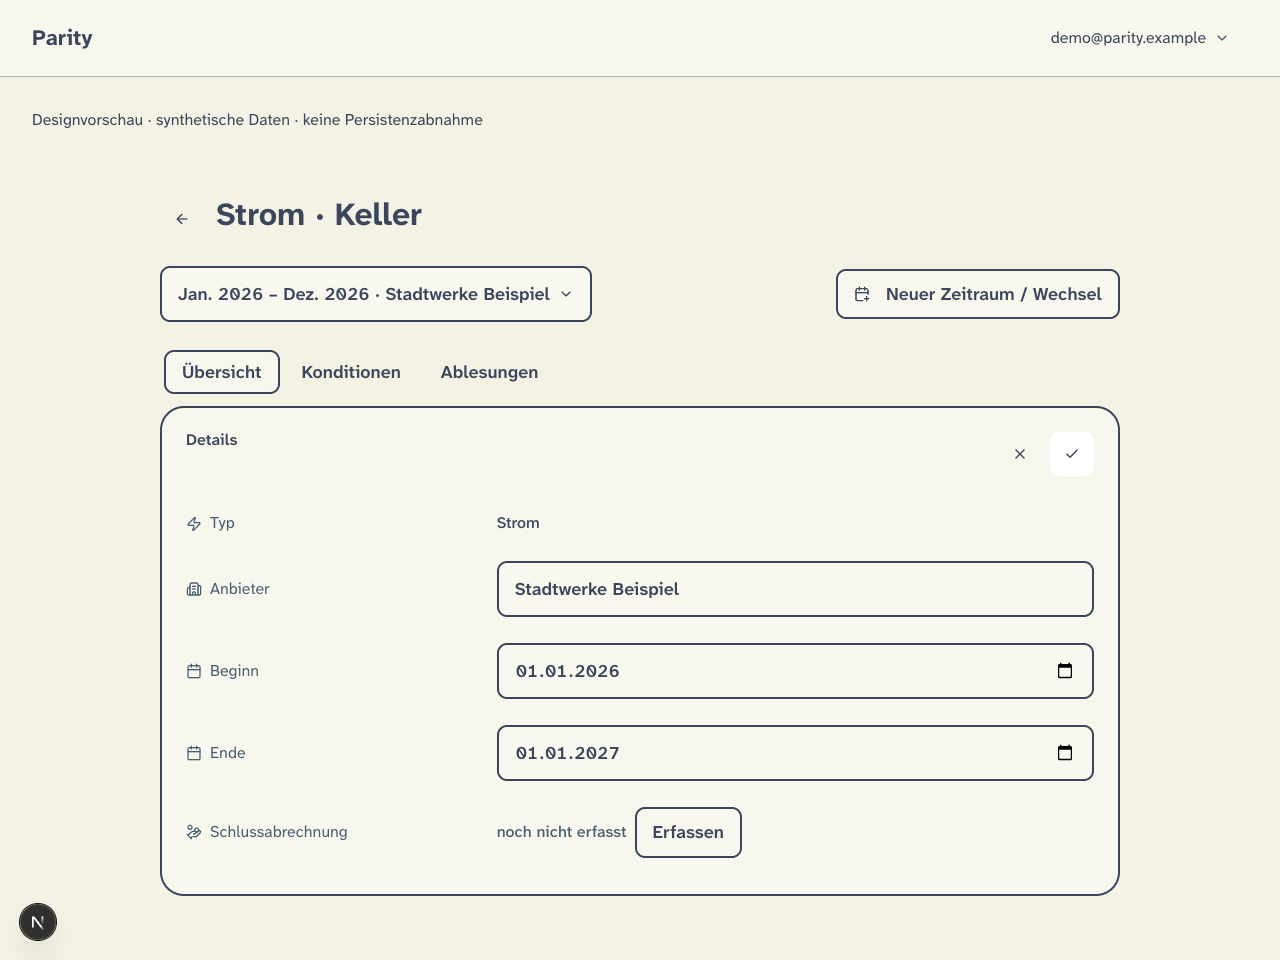 Parity
demo@parity.example
Designvorschau · synthetische Daten · keine Persistenzabnahme
Strom · Keller
Jan. 2026 – Dez. 2026 · Stadtwerke Beispiel
Neuer Zeitraum / Wechsel
Übersicht
Konditionen
Ablesungen
Details
Typ
Strom
Anbieter
Stadtwerke Beispiel
Beginn
01.01.2026
Ende
01.01.2027
Schlussabrechnung
noch nicht erfasst
Erfassen
N